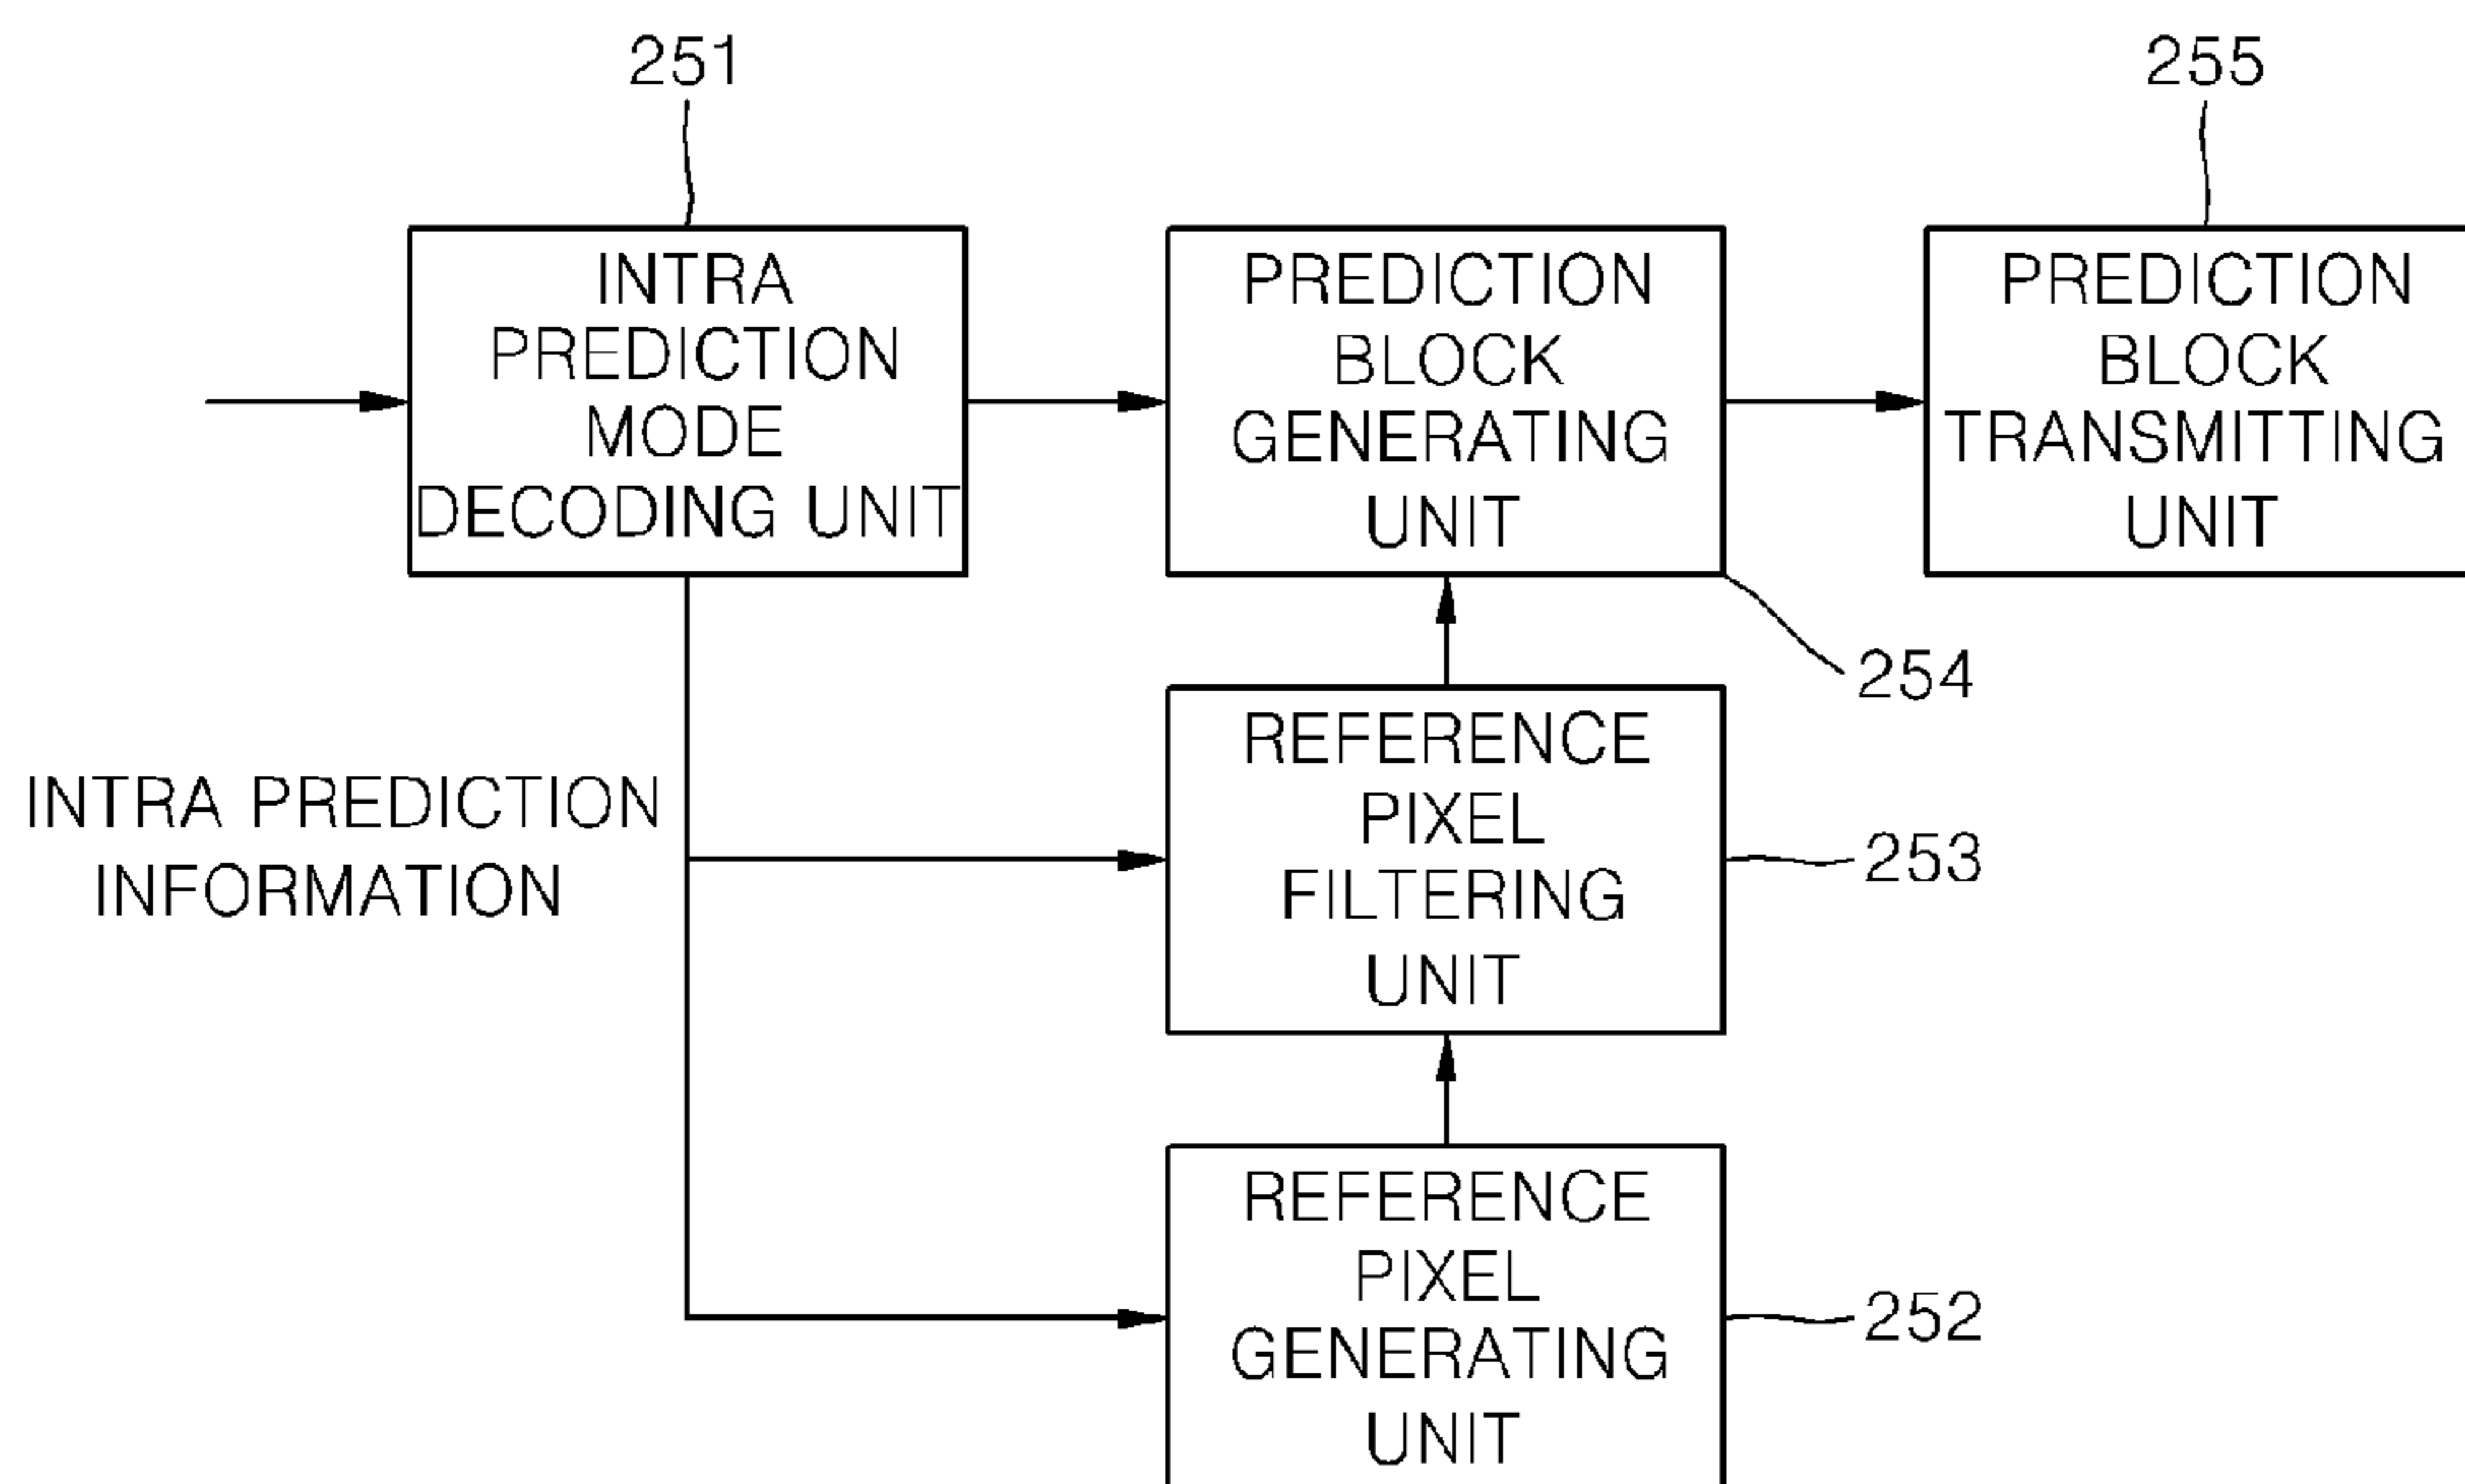 251
255
INTRA
PREDICTION
MODE
DECODING UNIT
PREDICTION
BLOCK
GENERATING
UNIT
PREDICTION
BLOCK
TRANSMITTING
UNIT
254
INTRA PREDICTION
INFORMATION
REFERENCE
PIXEL
FILTERING
UNIT
253
REFERENCE
PIXEL
GENERATING
UNIT
252